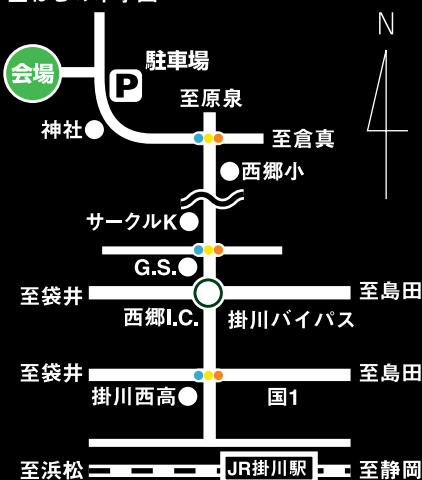 N
駐車場
会場
P
至原泉
神社
至倉真
西郷小
サークルK
G.S.
至袋井
至島田
西郷I.C.
掛川バイパス
至袋井
至島田
掛川西高
国1
至浜松
JR掛川駅
至静岡